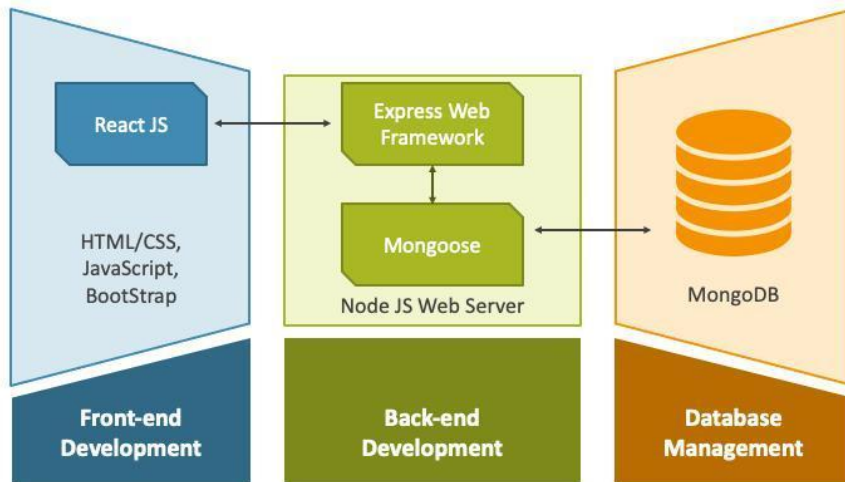 React JS
HTML/CSS,
JavaScript,
BootStrap
Front-end
Development
Express Web
Framework
Mongoose
Node JS Web Server
Back-end
Development
MongoDB
Database
Management